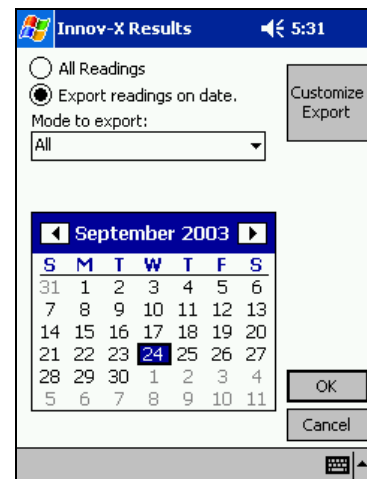 Innov-X Results 5:31
All Readings
Export readings on date.
Customize
Export
Mode to export:
All
September 2003
S M T W T F S
31 1 2 3 4 5 6
7 8 9 10 11 12 13
14 15 16 17 18 19 20
21 22 23 24 25 26 27
28 29 30 1 2 3 4
5 6 7 8 9 10 11
OK
Cancel